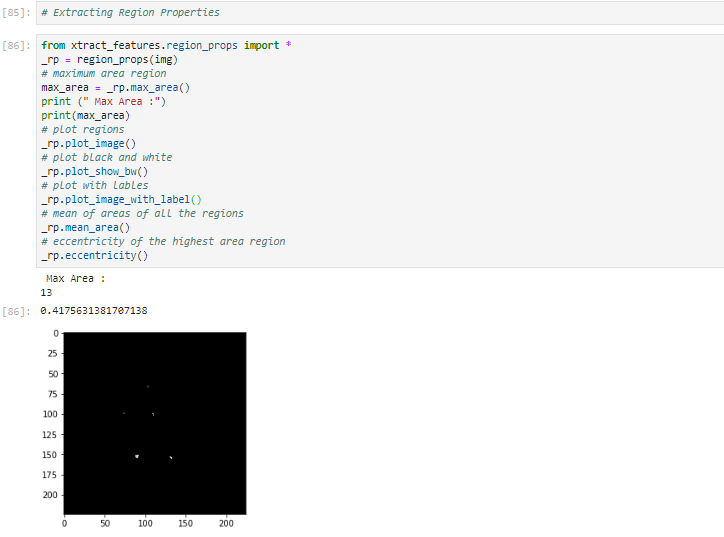 [85]: # Extracting Region Properties
[86]: from xtract_features.region_props import *
_rp = region_props(img)
# maximum area region
max_area = _rp.max_area()
print (" Max Area :")
print(max_area)
# plot regions
_rp.plot_image()
# plot black and white
_rp.plot_show_bw()
# plot with lables
_rp.plot_image_with_label()
# mean of areas of all the regions
_rp.mean_area()
# eccentricity of the highest area region
_rp.eccentricity()
Max Area :
13
[86]: 0.4175631381707138
0
25
50
75
100
125
150
175
200
0 50 100 150 200